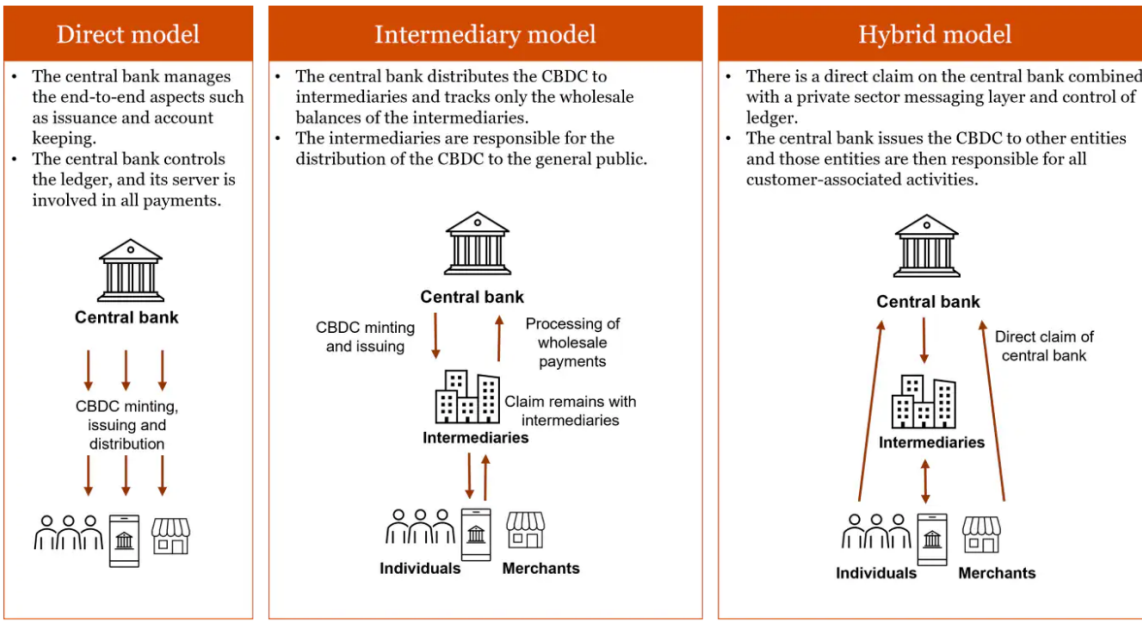 Direct model
• The central bank manages
the end-to-end aspects such
as issuance and account
keeping.
• The central bank controls
the ledger, and its server is
involved in all payments.
Central bank
CBDC minting,
issuing and
distribution
Intermediary model
• The central bank distributes the CBDC to
intermediaries and tracks only the wholesale
balances of the intermediaries.
• The intermediaries are responsible for the
distribution of the CBDC to the general public.
Central bank
CBDC minting
and issuing
Processing of
wholesale
payments
Claim remains with
intermediaries
Intermediaries
Individuals
Merchants
Hybrid model
• There is a direct claim on the central bank combined
with a private sector messaging layer and control of
ledger.
• The central bank issues the CBDC to other entities
and those entities are then responsible for all
customer-associated activities.
Central bank
Direct claim of
central bank
Intermediaries
Individuals
Merchants